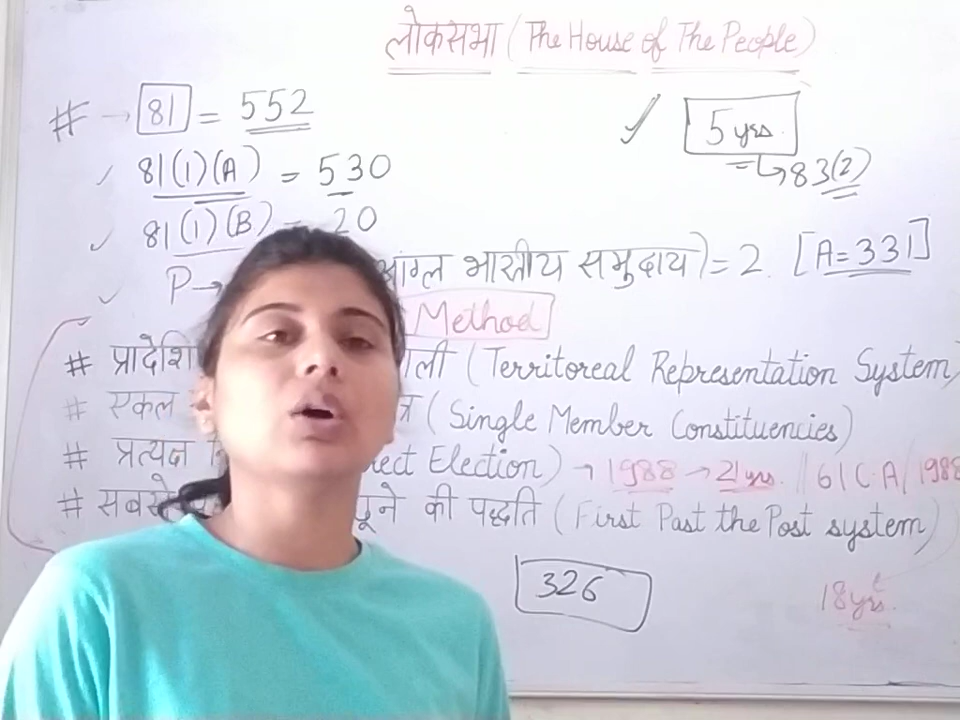 लोकसभा (The House of The People)
# → 81 = 552
✓ 5 yrs.
↳ 83(2)
✓ 81(1)(A) = 530
✓ 81(1)(B) = 20
✓ P → आंग्ल भारतीय समुदाय) = 2. [A=331]
Method
# (Territoreal Representation System)
# एकल (Single Member Constituencies)
# प्रत्यक्ष Election) → 1988 → 21 yrs. // 61 C.A/1988
# सबसे की पद्धति (First Past the Post system)
326
18 yrs.